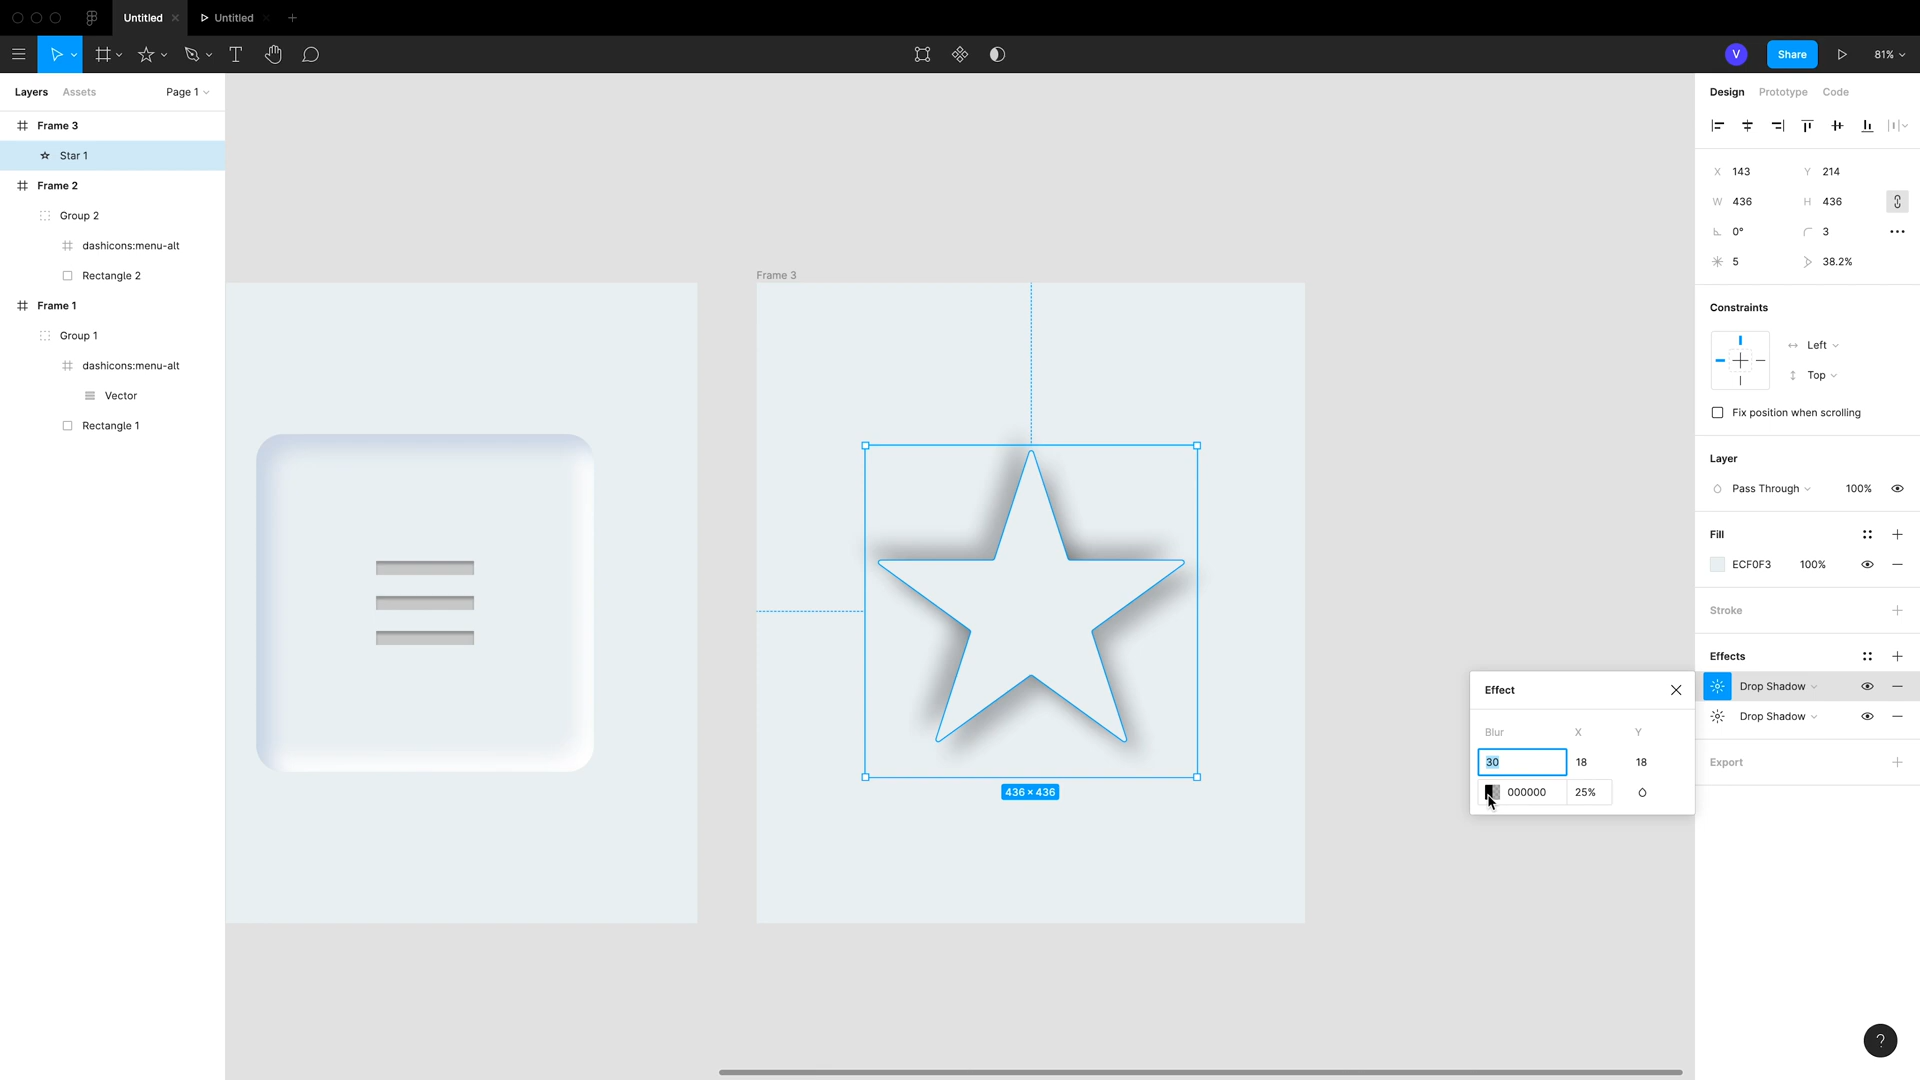 Untitled
Untitled
V
Share
81%
Layers
Assets
Page 1
Frame 3
Star 1
Frame 2
Group 2
dashicons:menu-alt
Rectangle 2
Frame 1
Group 1
dashicons:menu-alt
Vector
Rectangle 1
Frame 3
436 × 436
Design
Prototype
Code
X 143 Y 214
W 436 H 436
0° 3
5 38.2%
Constraints
Left
Top
Fix position when scrolling
Layer
Pass Through 100%
Fill
ECF0F3 100%
Stroke
Effects
Drop Shadow
Drop Shadow
Export
Effect
Blur X Y
30 18 18
000000 25%
?